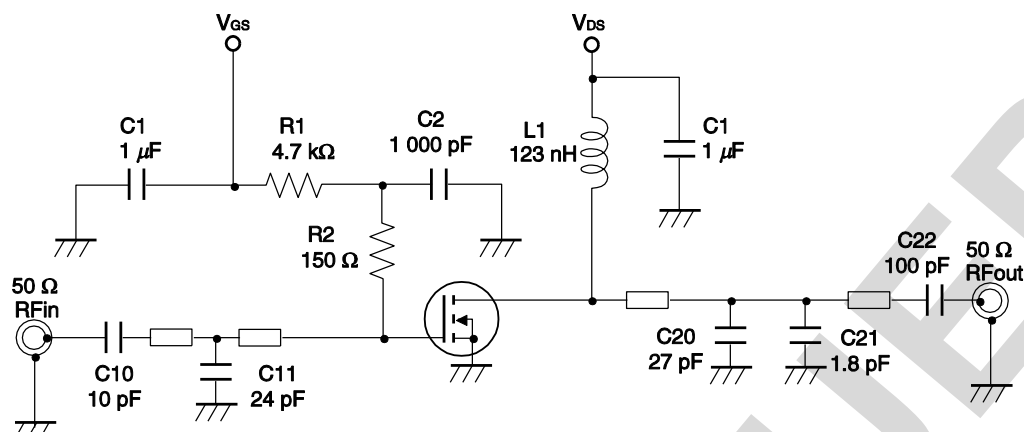 VGS
VDS
C1
1 μF
R1
4.7 kΩ
C2
1 000 pF
L1
123 nH
C1
1 μF
R2
150 Ω
C22
100 pF
50 Ω
RFout
50 Ω
RFin
C10
10 pF
C11
24 pF
C20
27 pF
C21
1.8 pF